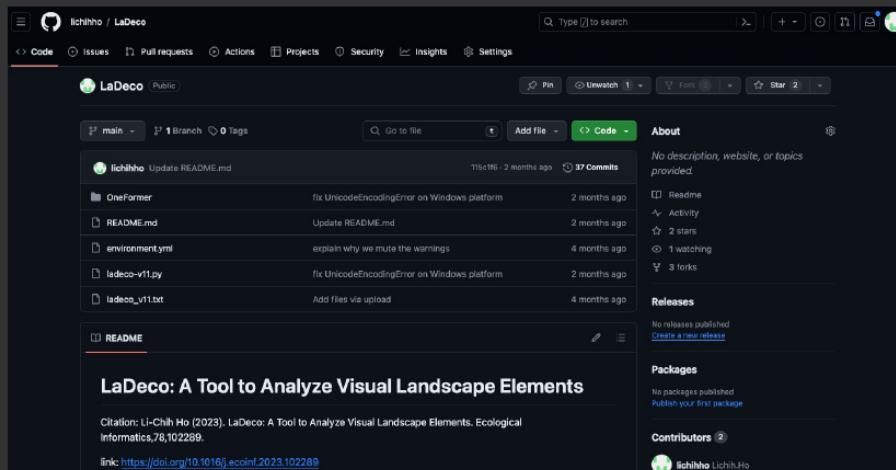 lichihho / LaDeco
Type / to search
Code Issues Pull requests Actions Projects Security Insights Settings
LaDeco Public
Pin Unwatch 1 Fork Star 2
main 1 Branch 0 Tags Go to file t Add file Code
lichihho Update README.md 115c1f6 · 2 months ago 37 Commits
OneFormer fix UnicodeEncodingError on Windows platform 2 months ago
README.md Update README.md 2 months ago
environment.yml explain why we mute the warnings 4 months ago
ladeco-v11.py fix UnicodeEncodingError on Windows platform 2 months ago
ladeco_v11.txt Add files via upload 4 months ago
README
LaDeco: A Tool to Analyze Visual Landscape Elements
Citation: Li-Chih Ho (2023). LaDeco: A Tool to Analyze Visual Landscape Elements. Ecological
Informatics,78,102289.
link: https://doi.org/10.1016/j.ecoinf.2023.102289
About
No description, website, or topics
provided.
Readme
Activity
2 stars
1 watching
3 forks
Releases
No releases published
Create a new release
Packages
No packages published
Publish your first package
Contributors 2
lichihho Lichih.Ho